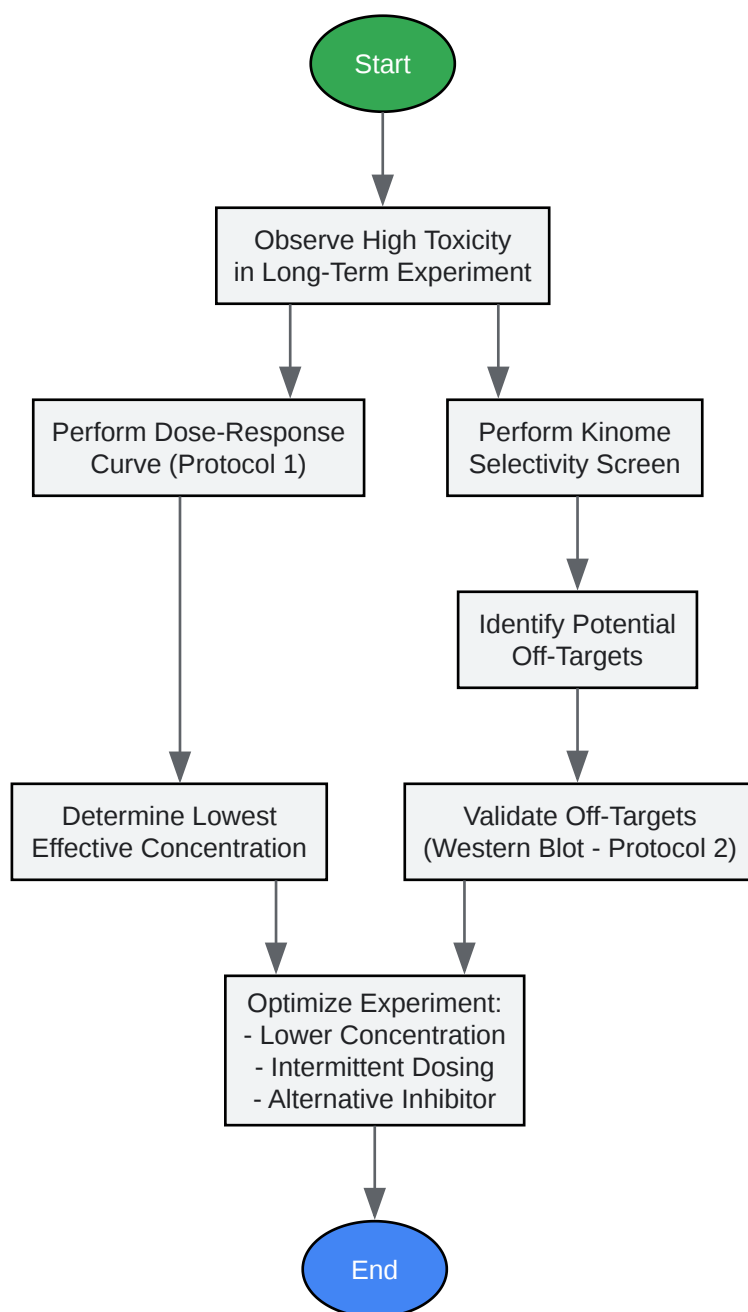 Start
Observe High Toxicity
in Long-Term Experiment
Perform Dose-Response
Curve (Protocol 1)
Perform Kinome
Selectivity Screen
Identify Potential
Off-Targets
Determine Lowest
Effective Concentration
Validate Off-Targets
(Western Blot - Protocol 2)
Optimize Experiment:
- Lower Concentration
- Intermittent Dosing
- Alternative Inhibitor
End